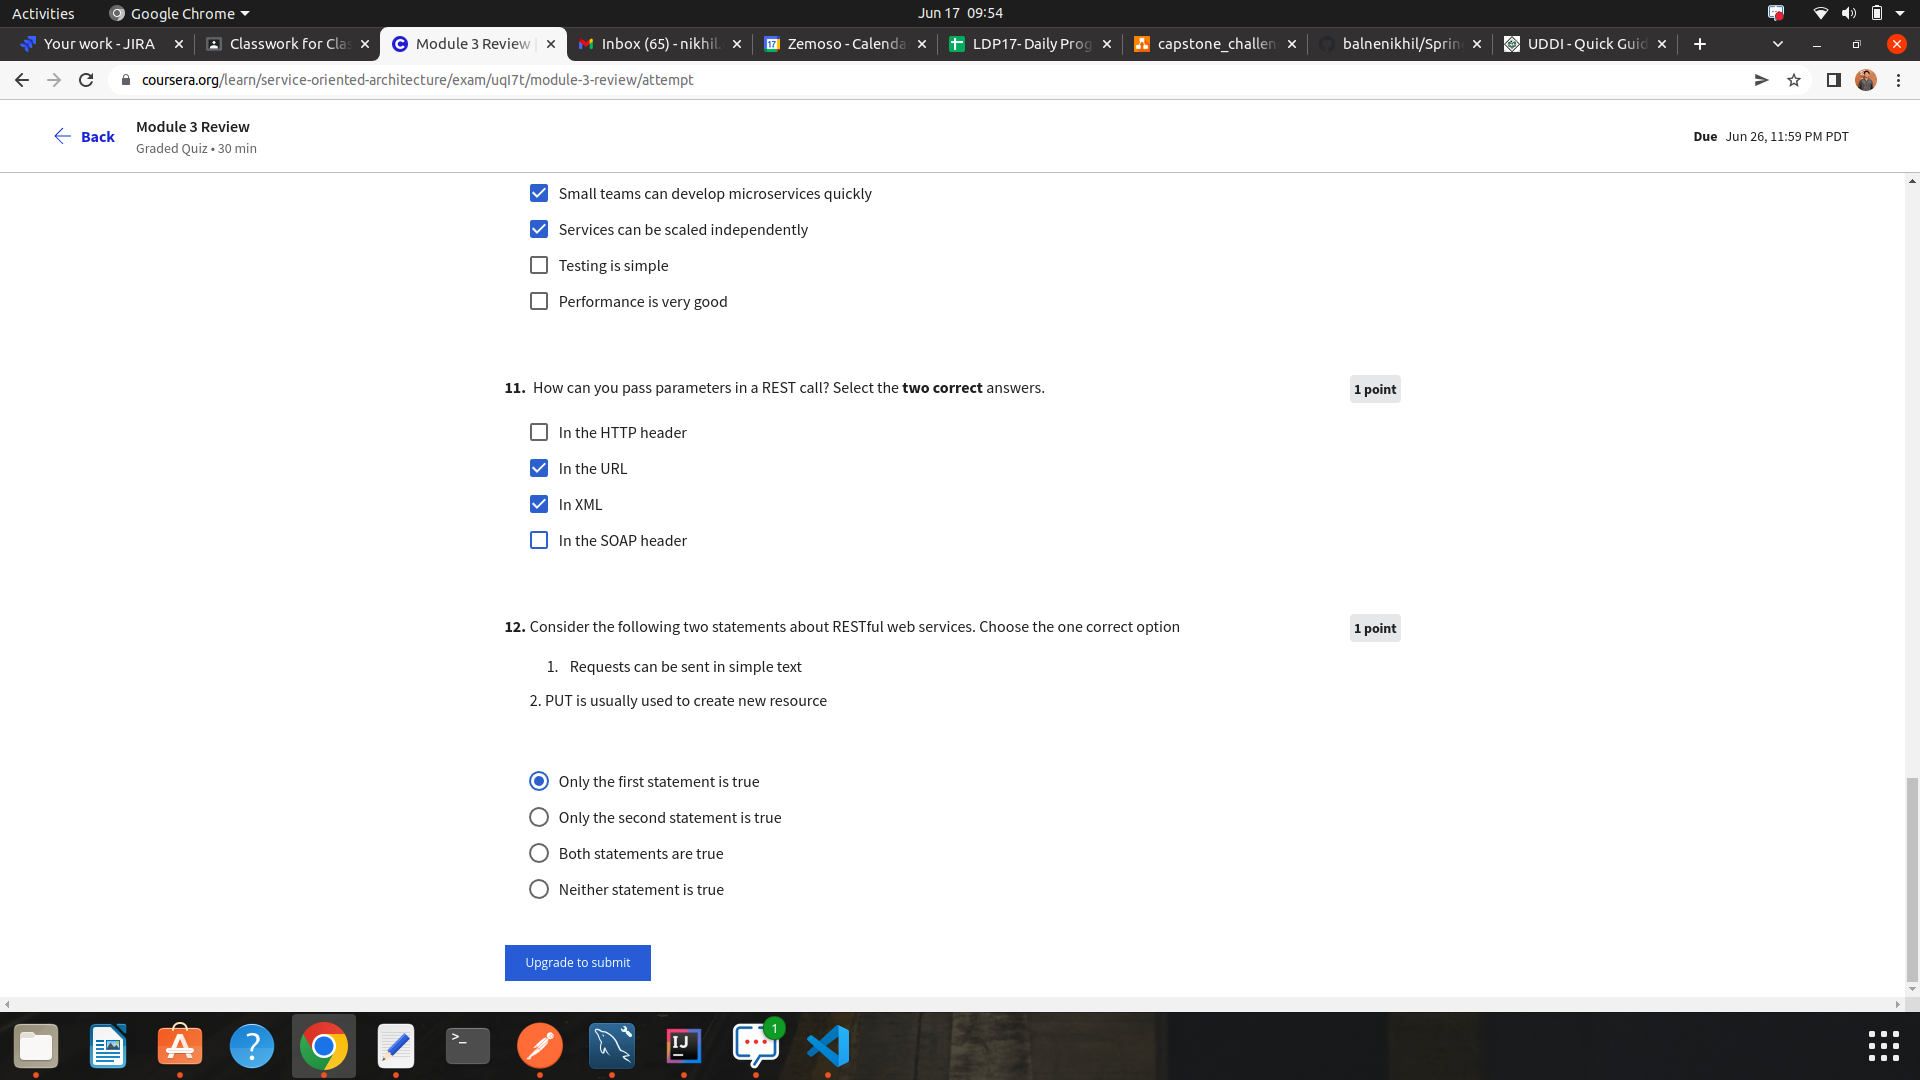 Activities
Google Chrome
Jun 17 09:54
Your work - JIRA
Classwork for Clas
Module 3 Review
Inbox (65) - nikhil.
Zemoso - Calenda
LDP17- Daily Prog
capstone_challen
balnenikhil/Sprin
UDDI - Quick Guid
coursera.org/learn/service-oriented-architecture/exam/uqI7t/module-3-review/attempt
Back
Module 3 Review
Graded Quiz • 30 min
Due Jun 26, 11:59 PM PDT
Small teams can develop microservices quickly
Services can be scaled independently
Testing is simple
Performance is very good
11. How can you pass parameters in a REST call? Select the two correct answers.
1 point
In the HTTP header
In the URL
In XML
In the SOAP header
12. Consider the following two statements about RESTful web services. Choose the one correct option
1 point
1. Requests can be sent in simple text
2. PUT is usually used to create new resource
Only the first statement is true
Only the second statement is true
Both statements are true
Neither statement is true
Upgrade to submit
>_
IJ
1